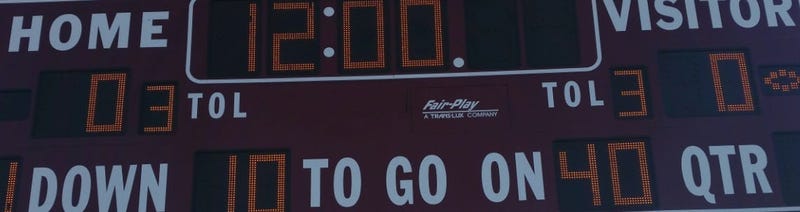 HOME 12:00. VISITOR
0 3 TOL Fair-Play TOL 3 0
A TRANS-LUX COMPANY
1 DOWN 10 TO GO ON 40 QTR